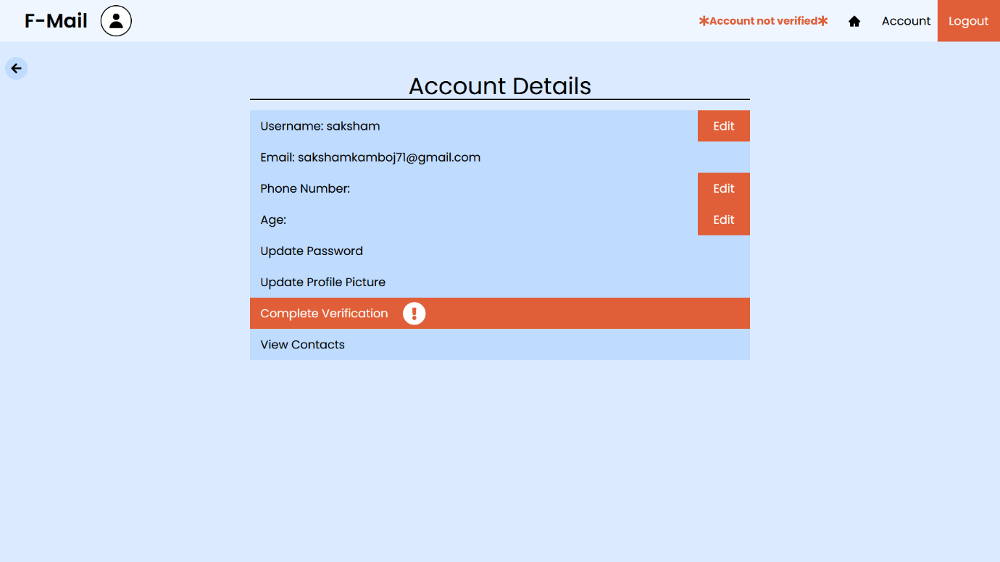 F-Mail
*Account not verified* Account Logout
Account Details
Username: saksham Edit
Email: sakshamkamboj71@gmail.com
Phone Number: Edit
Age: Edit
Update Password
Update Profile Picture
Complete Verification !
View Contacts